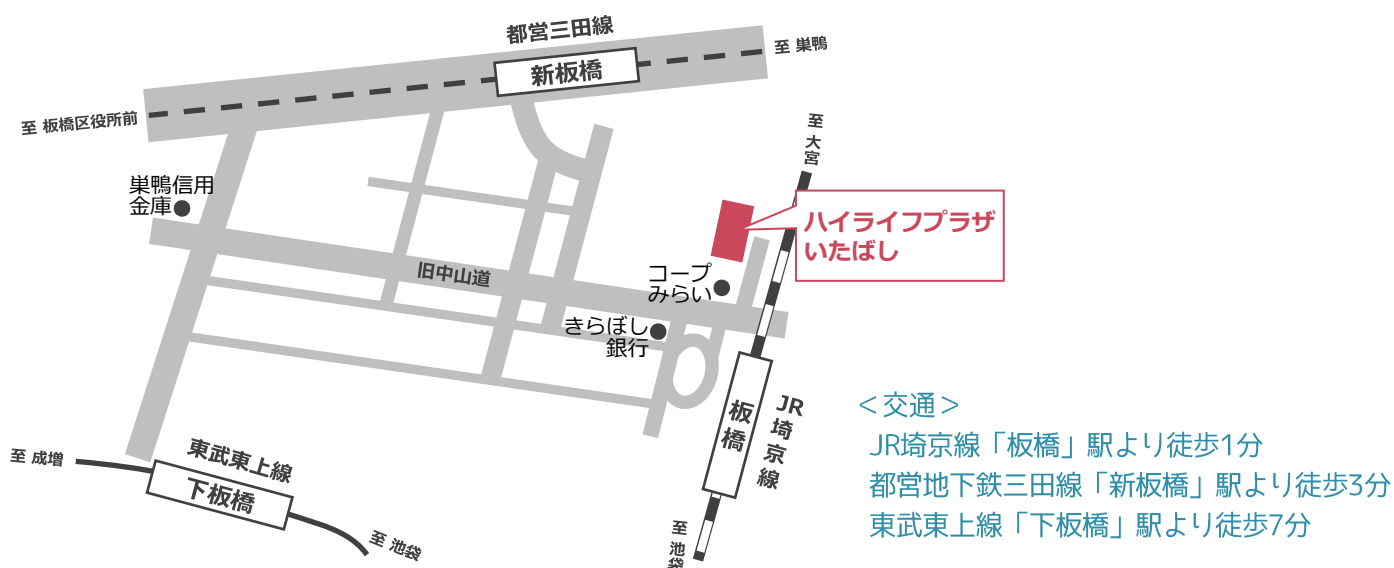 都営三田線
新板橋
至 巣鴨
至 板橋区役所前
至 大宮
巣鴨信用
金庫
ハイライフプラザ
いたばし
旧中山道
コープ
みらい
きらぼし
銀行
板橋
JR埼京線
＜交通＞
JR埼京線「板橋」駅より徒歩1分
都営地下鉄三田線「新板橋」駅より徒歩3分
東武東上線「下板橋」駅より徒歩7分
東武東上線
至 成増
下板橋
至 池袋
至 池袋